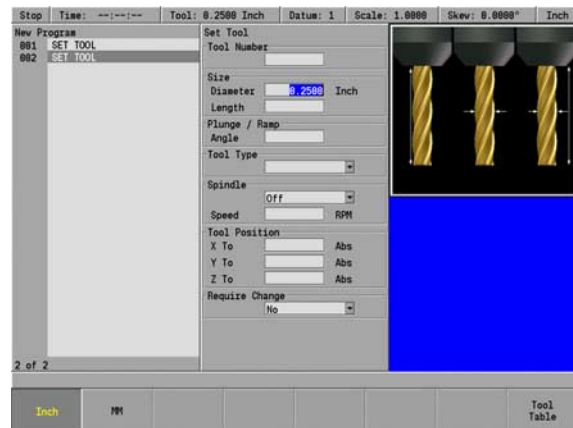 Stop Time: --:--:-- Tool: 0.2500 Inch Datum: 1 Scale: 1.0000 Skew: 0.0000° Inch
New Program
001 SET TOOL
002 SET TOOL
2 of 2
Set Tool
Tool Number
Size
Diameter 0.2500 Inch
Length
Plunge / Ramp
Angle
Tool Type
Spindle
Off
Speed RPM
Tool Position
X To Abs
Y To Abs
Z To Abs
Require Change
No
Inch MM Tool
Table